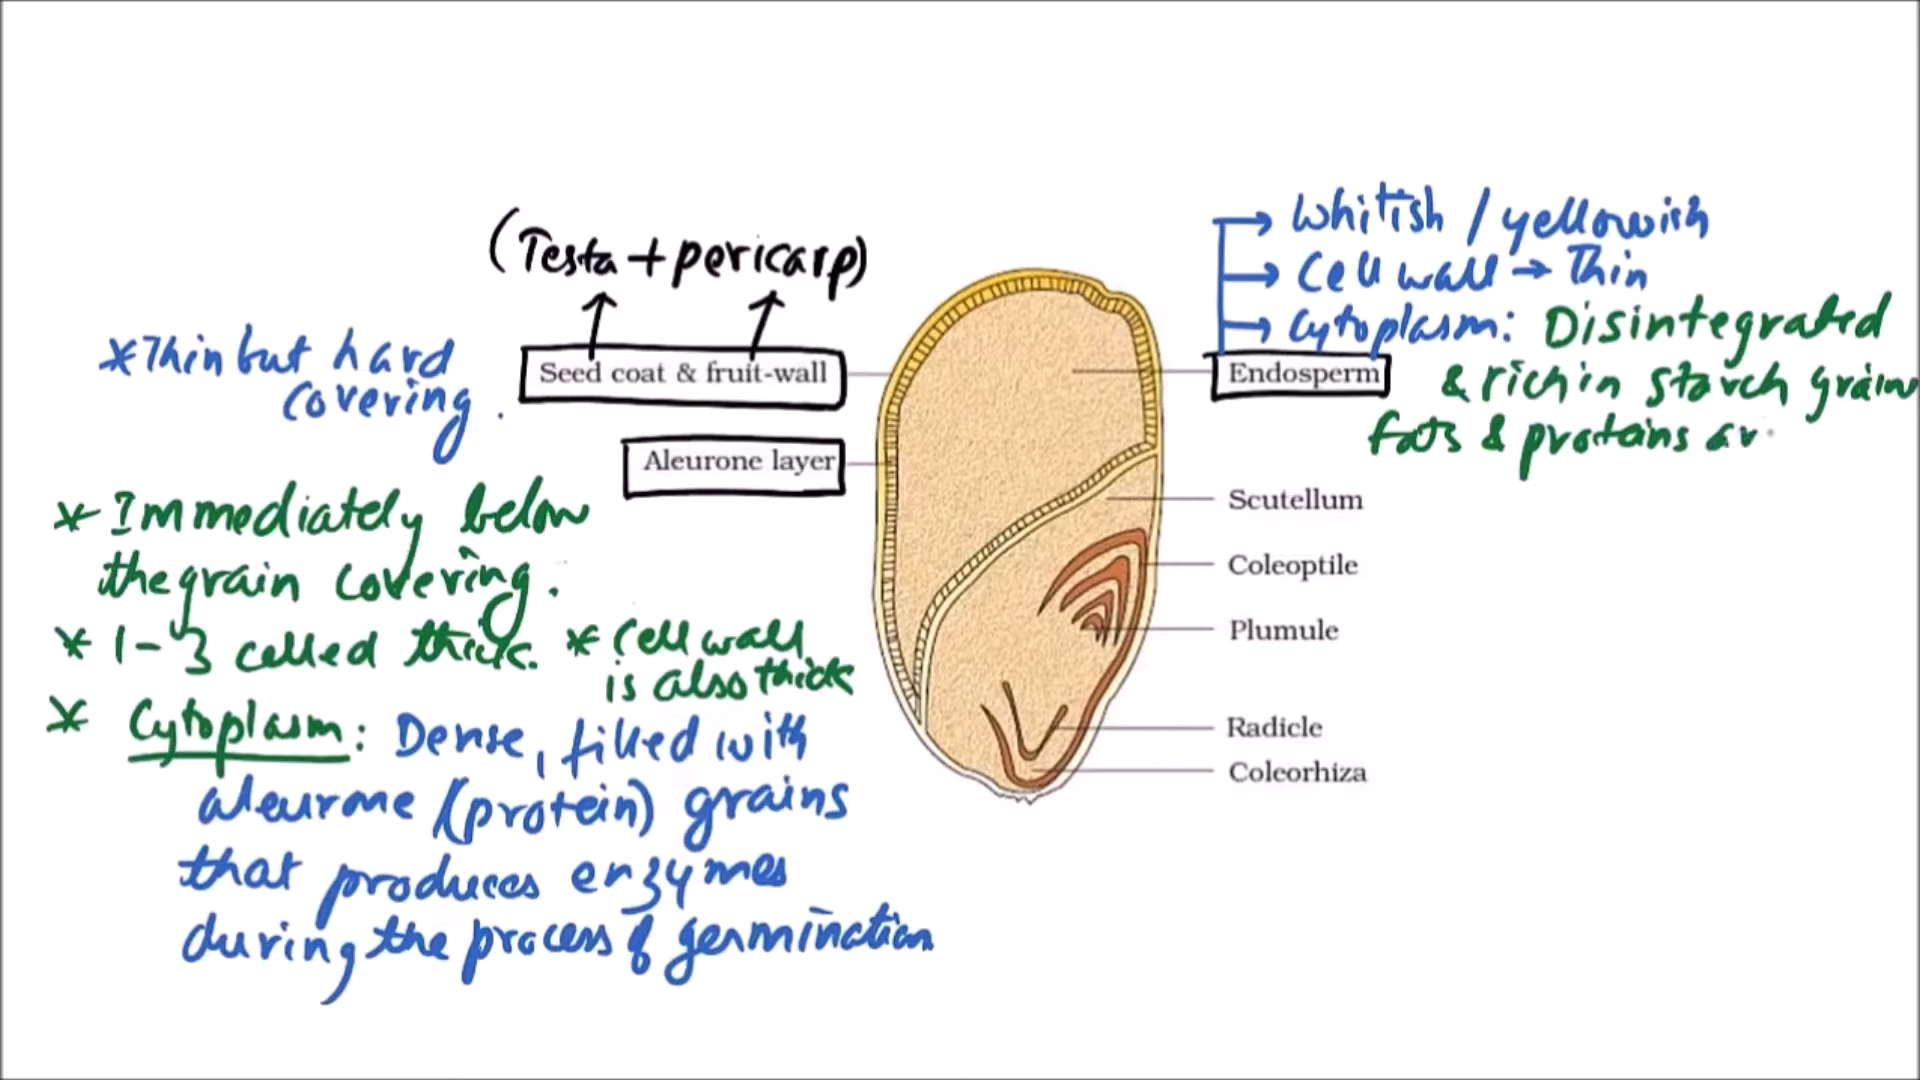 (Testa + pericarp)
* Thin but hard
covering.
Seed coat & fruit-wall
Aleurone layer
* Immediately below
the grain covering.
* 1-3 celled thick. * Cell wall
is also thick
* Cytoplasm: Dense, filled with
aleurone (protein) grains
that produces enzymes
during the process of germination
→ Whitish / yellowish
→ Cell wall → Thin
→ Cytoplasm: Disintegrated
Endosperm & rich in starch grains
fats & proteins ar
Scutellum
Coleoptile
Plumule
Radicle
Coleorhiza